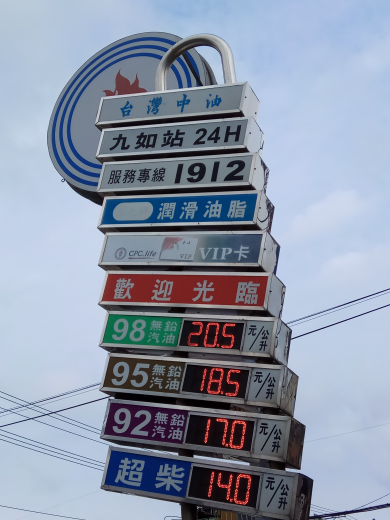 台灣中油
九如站 24H
服務專線 1912
潤滑油脂
CPC.life VIP VIP卡
歡迎光臨
98 無鉛汽油 20.5 元/公升
95 無鉛汽油 18.5 元/公升
92 無鉛汽油 17.0 元/公升
超柴 14.0 元/公升